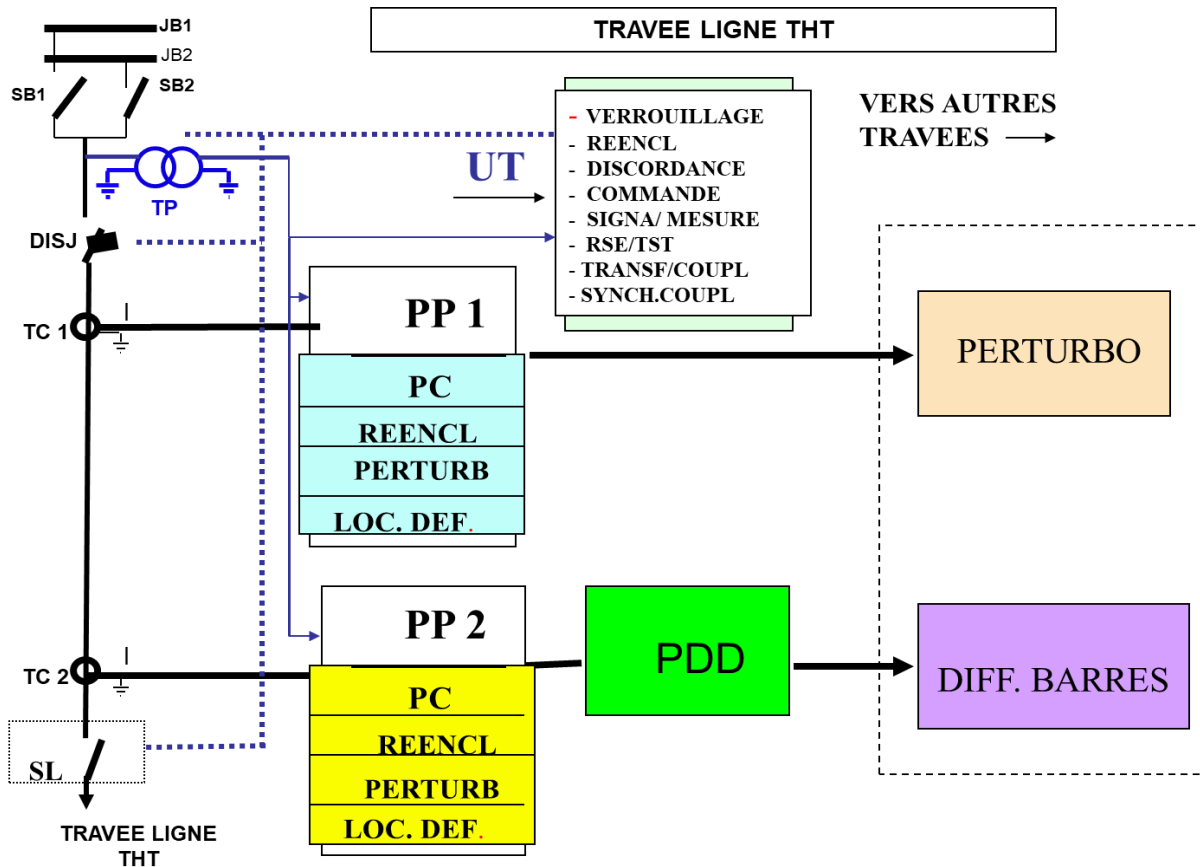 JB1
JB2
SB1
SB2
TRAVEE LIGNE THT
- VERROUILLAGE
- REENCL
- DISCORDANCE
- COMMANDE
- SIGNA/ MESURE
- RSE/TST
- TRANSF/COUPL
- SYNCH.COUPL
VERS AUTRES
TRAVEES
UT
TP
DISJ
TC 1
I
PP 1
PC
REENCL
PERTURB
LOC. DEF.
PERTURBO
TC 2
I
PP 2
PC
REENCL
PERTURB
LOC. DEF.
PDD
DIFF. BARRES
SL
TRAVEE LIGNE
THT